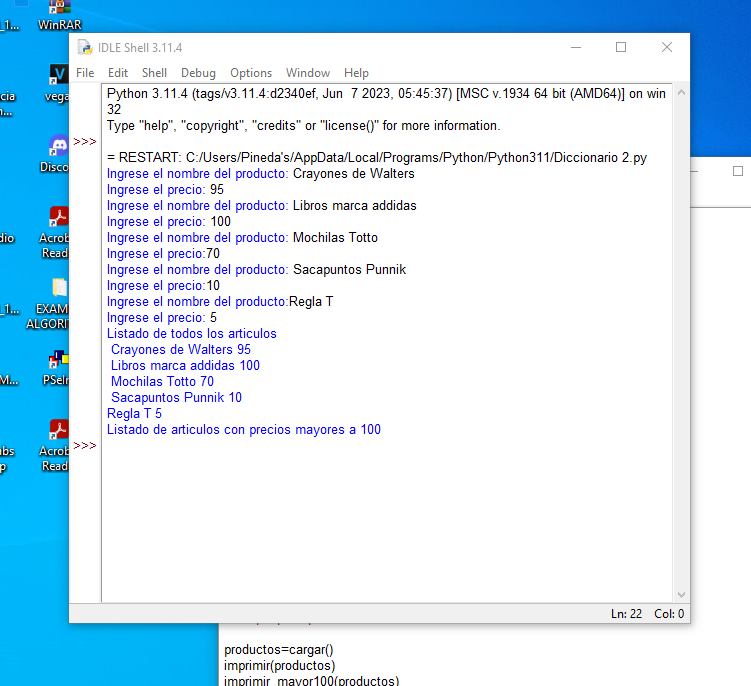 WinRAR
IDLE Shell 3.11.4
File Edit Shell Debug Options Window Help
Python 3.11.4 (tags/v3.11.4:d2340ef, Jun  7 2023, 05:45:37) [MSC v.1934 64 bit (AMD64)] on win
32
Type "help", "copyright", "credits" or "license()" for more information.
>>>
= RESTART: C:/Users/Pineda's/AppData/Local/Programs/Python/Python311/Diccionario 2.py
Ingrese el nombre del producto: Crayones de Walters
Ingrese el precio: 95
Ingrese el nombre del producto: Libros marca addidas
Ingrese el precio: 100
Ingrese el nombre del producto: Mochilas Totto
Ingrese el precio:70
Ingrese el nombre del producto: Sacapuntos Punnik
Ingrese el precio:10
Ingrese el nombre del producto:Regla T
Ingrese el precio: 5
Listado de todos los articulos
Crayones de Walters 95
Libros marca addidas 100
Mochilas Totto 70
Sacapuntos Punnik 10
Regla T 5
Listado de articulos con precios mayores a 100
>>>
Ln: 22 Col: 0
_1...
cia
n...
vega
Disco
dio
Acrob
Read
_1...
EXAM
ALGORI
M...
PSeIn
bs
p
Acrob
Read
productos=cargar()
imprimir(productos)
imprimir_mayor100(productos)